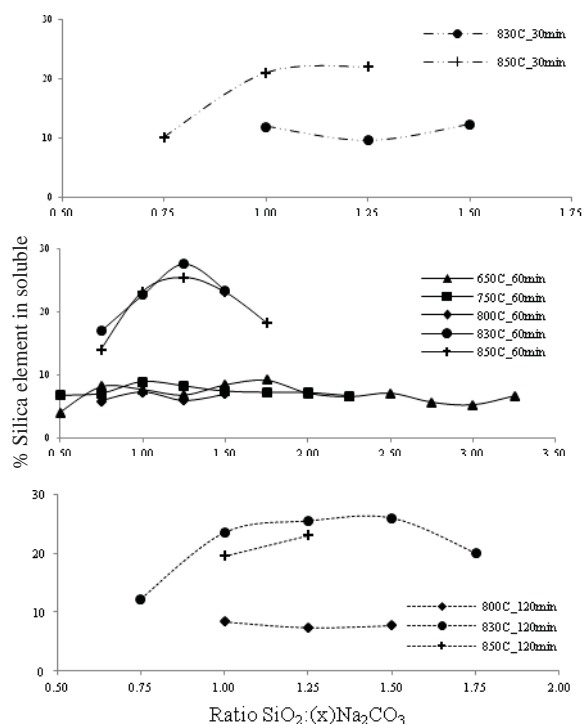 30
830C_30min
850C_30min
20
10
0
0.50 0.75 1.00 1.25 1.50 1.75
% Silica element in soluble
30
650C_60min
750C_60min
800C_60min
830C_60min
850C_60min
20
10
0
0.50 1.00 1.50 2.00 2.50 3.00 3.50
30
20
10
0
800C_120min
830C_120min
850C_120min
0.50 0.75 1.00 1.25 1.50 1.75 2.00
Ratio SiO₂:(x)Na₂CO₃